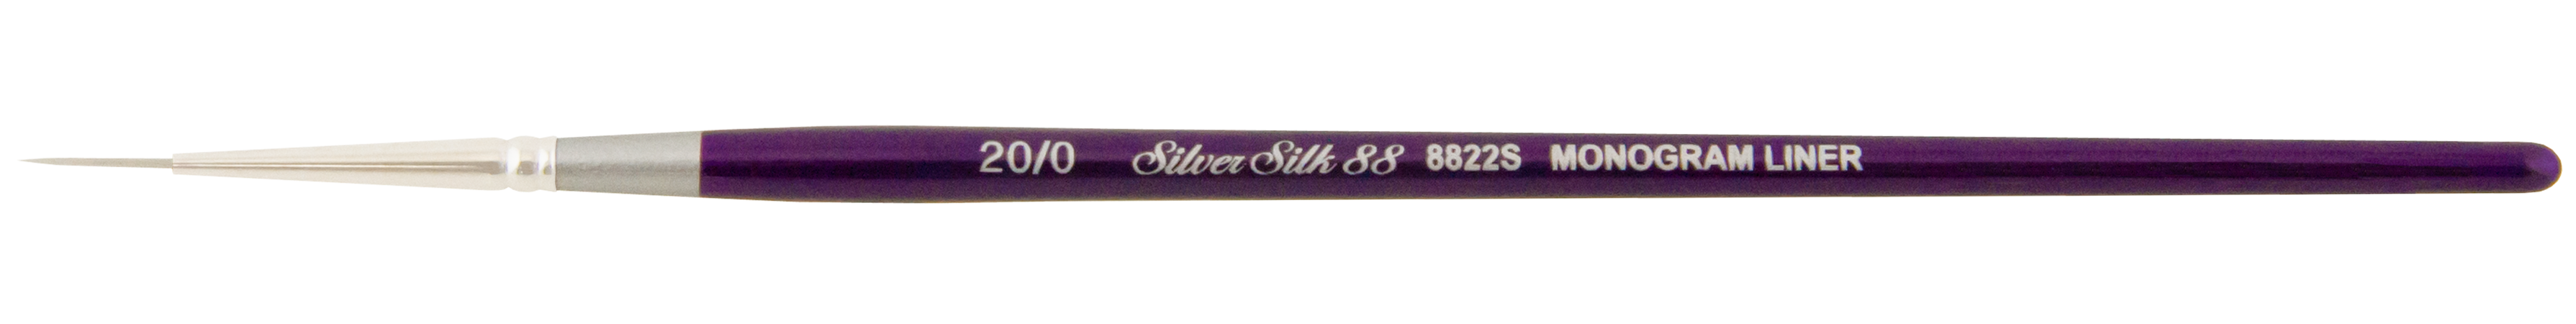 20/0 Silver Silk 88 8822S MONOGRAM LINER